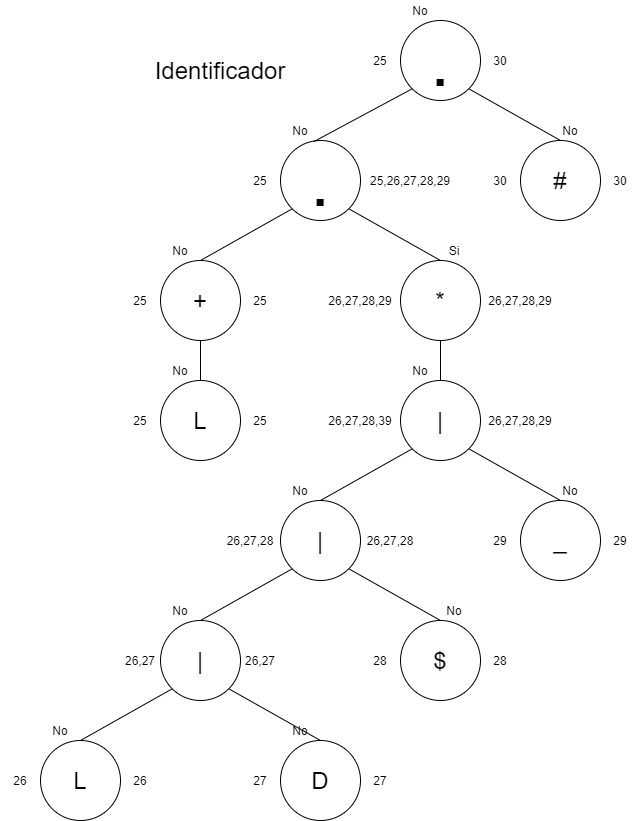 No
25 . 30
Identificador
No No
25 . 25,26,27,28,29 30 # 30
No Si
25 + 25 26,27,28,29 * 26,27,28,29
No No
25 L 25 26,27,28,39 | 26,27,28,29
No No
26,27,28 | 26,27,28 29 _ 29
No No
26,27 | 26,27 28 $ 28
No No
26 L 26 27 D 27